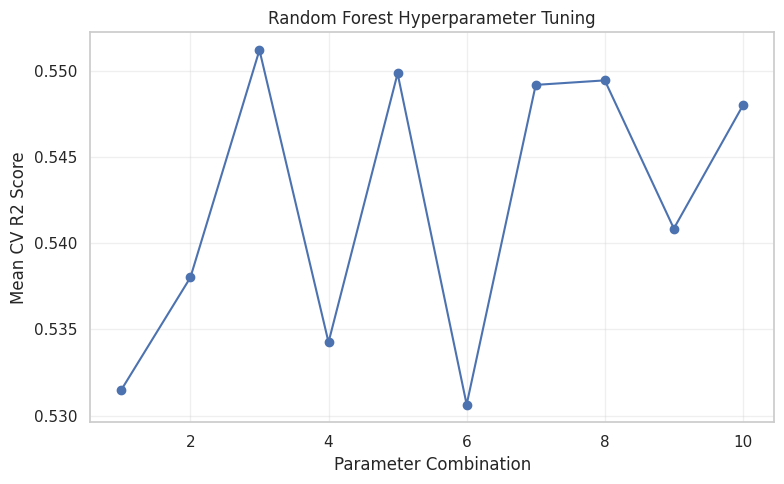 Random Forest Hyperparameter Tuning
Mean CV R2 Score
0.550
0.545
0.540
0.535
0.530
2 4 6 8 10
Parameter Combination